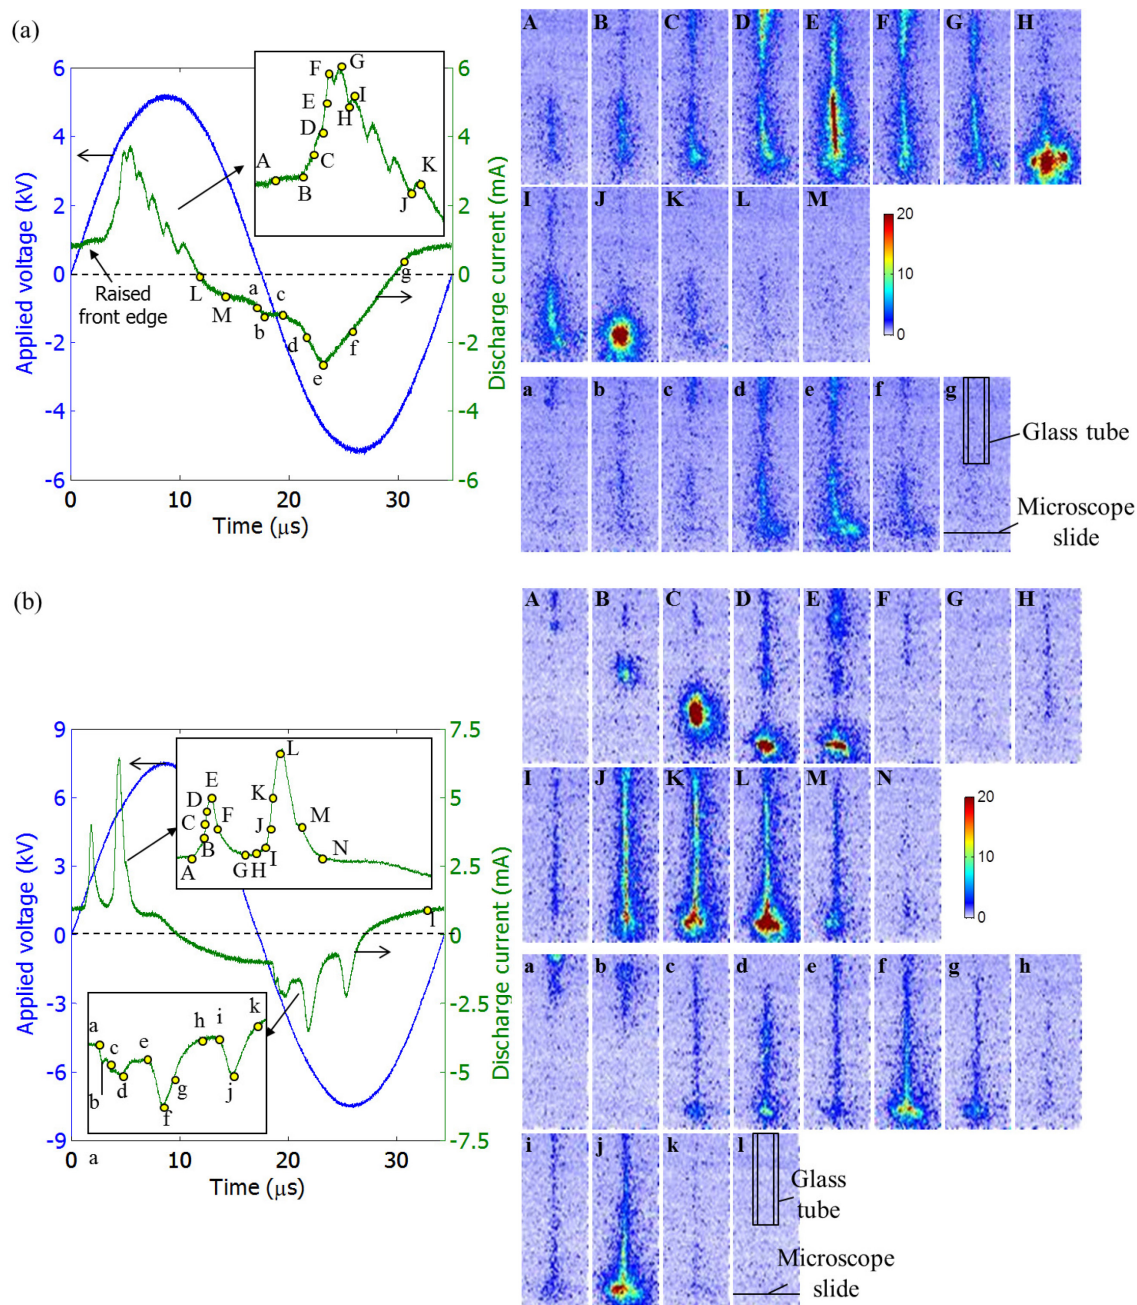 (a)
A B C D E F G H
6
4
2
0
-2
-4
-6
Applied voltage (kV)
6
4
2
0
-2
-4
-6
Discharge current (mA)
0 10 20 30
Time (μs)
Raised
front edge
A B C D E F G H I J K
L M a b c d e f g
I J K L M
20
10
0
a b c d e f g
Glass tube
Microscope
slide
(b)
A B C D E F G H
9
6
3
0
-3
-6
-9
Applied voltage (kV)
7.5
5
2.5
0
-2.5
-5
-7.5
Discharge current (mA)
0 10 20 30
a
Time (μs)
A B C D E F G H I J K L M N
l
a b c d e f g h i j k
I J K L M N
20
10
0
a b c d e f g h
i j k l
Glass
tube
Microscope
slide